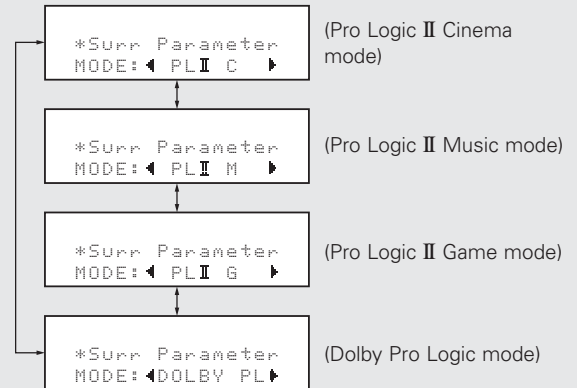 *Surr Parameter
MODE:◀ PLⅡ C ▶
(Pro Logic Ⅱ Cinema
mode)
*Surr Parameter
MODE:◀ PLⅡ M ▶
(Pro Logic Ⅱ Music mode)
*Surr Parameter
MODE:◀ PLⅡ G ▶
(Pro Logic Ⅱ Game mode)
*Surr Parameter
MODE:◀DOLBY PL▶
(Dolby Pro Logic mode)